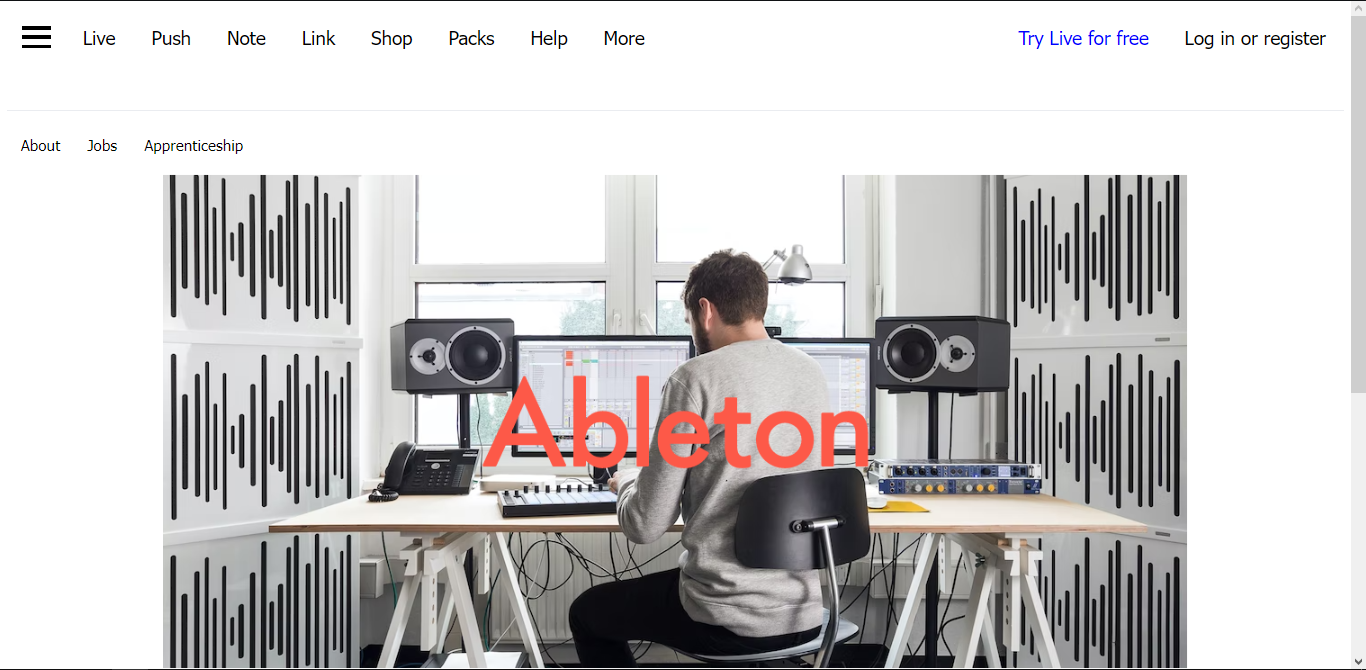 Live Push Note Link Shop Packs Help More Try Live for free Log in or register
About Jobs Apprenticeship
Ableton